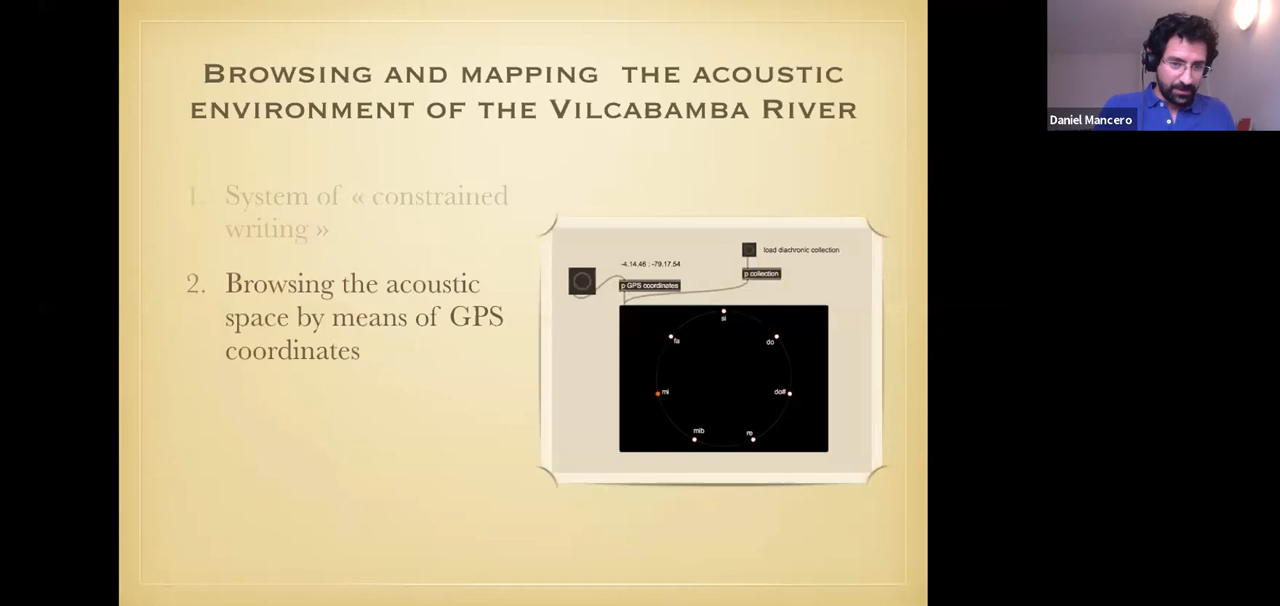 Browsing and mapping the acoustic
environment of the Vilcabamba River
1. System of « constrained
writing »
2. Browsing the acoustic
space by means of GPS
coordinates
load diachronic collection
-4.14.46 : -79.17.54
p collection
p GPS coordinates
si
fa
do
mi
do#
mib
re
Daniel Mancero